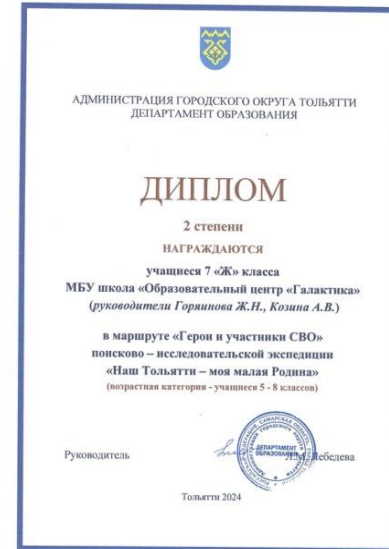 АДМИНИСТРАЦИЯ ГОРОДСКОГО ОКРУГА ТОЛЬЯТТИ
ДЕПАРТАМЕНТ ОБРАЗОВАНИЯ
ДИПЛОМ
2 степени
НАГРАЖДАЮТСЯ
учащиеся 7 «Ж» класса
МБУ школа «Образовательный центр «Галактика»
(руководители Горяинова Ж.Н., Козина А.В.)
в маршруте «Герои и участники СВО»
поисково – исследовательской экспедиции
«Наш Тольятти – моя малая Родина»
(возрастная категория - учащиеся 5 - 8 классов)
Руководитель
ДЕПАРТАМЕНТ
ОБРАЗОВАНИЯ
Л.М. Лебедева
Тольятти 2024